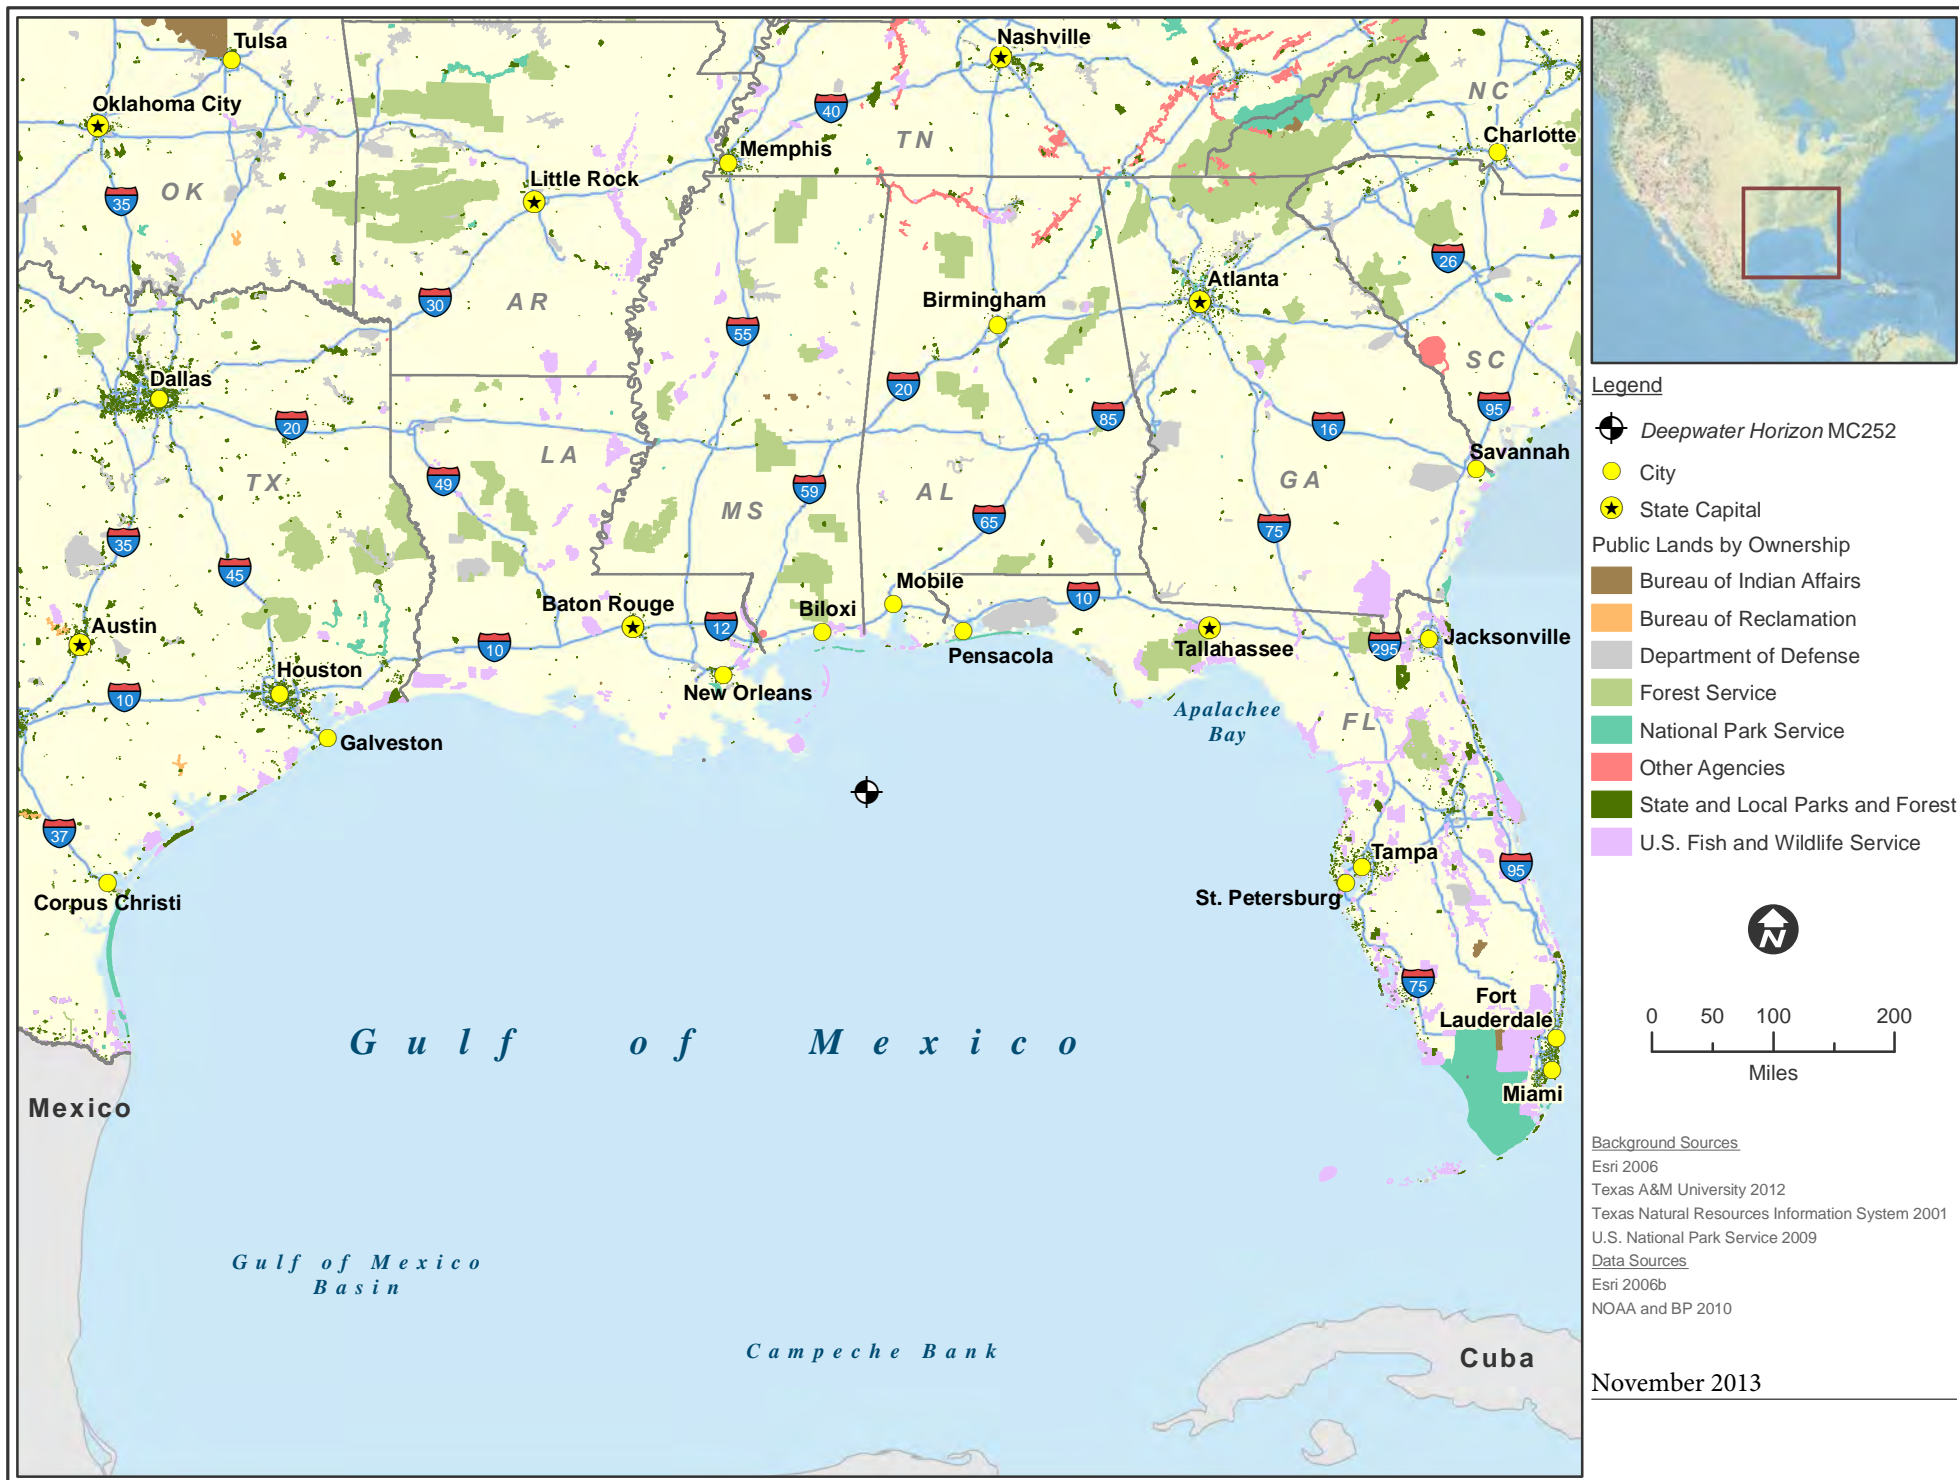 Tulsa
Nashville
Oklahoma City
40
NC
TN
Charlotte
Memphis
Little Rock
35
OK
26
Atlanta
Birmingham
30
AR
55
SC
Dallas
20
85
95
20
16
Savannah
LA
49
TX
59
AL
GA
MS
65
75
35
45
Mobile
10
Baton Rouge
Biloxi
12
Austin
Jacksonville
10
295
Tallahassee
Pensacola
Houston
New Orleans
10
Apalachee
Bay
FL
Galveston
37
Tampa
95
St. Petersburg
Corpus Christi
75
Fort
Lauderdale
Gulf of Mexico
Miami
Mexico
Gulf of Mexico
Basin
Campeche Bank
Cuba
Legend
Deepwater Horizon MC252
City
State Capital
Public Lands by Ownership
Bureau of Indian Affairs
Bureau of Reclamation
Department of Defense
Forest Service
National Park Service
Other Agencies
State and Local Parks and Forest
U.S. Fish and Wildlife Service
N
0 50 100 200
Miles
Background Sources
Esri 2006
Texas A&M University 2012
Texas Natural Resources Information System 2001
U.S. National Park Service 2009
Data Sources
Esri 2006b
NOAA and BP 2010
November 2013